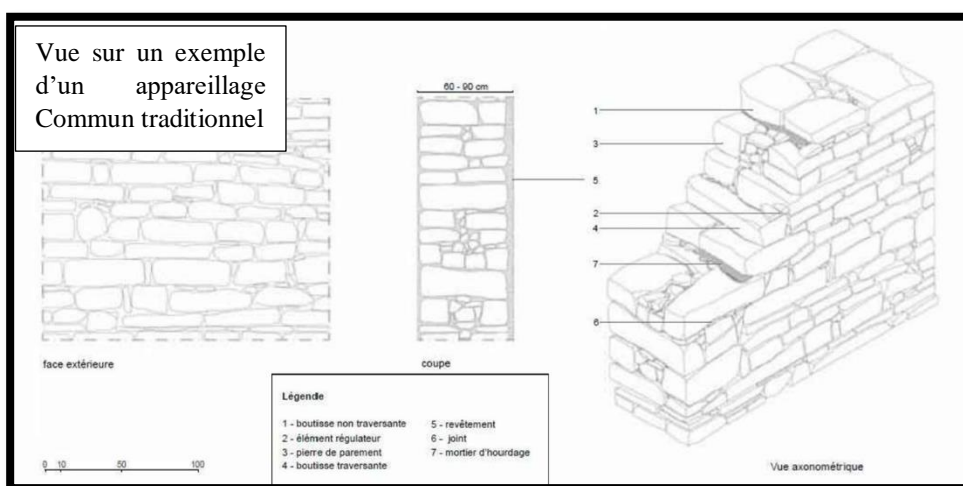 Vue sur un exemple
d'un appareillage
Commun traditionnel
60 - 90 cm
1
3
5
2
4
7
6
face extérieure
coupe
Légende
1 - boutisse non traversante
2 - élément régulateur
3 - pierre de parement
4 - boutisse traversante
5 - revêtement
6 - joint
7 - mortier d'hourdage
0 10 50 100
Vue axonométrique